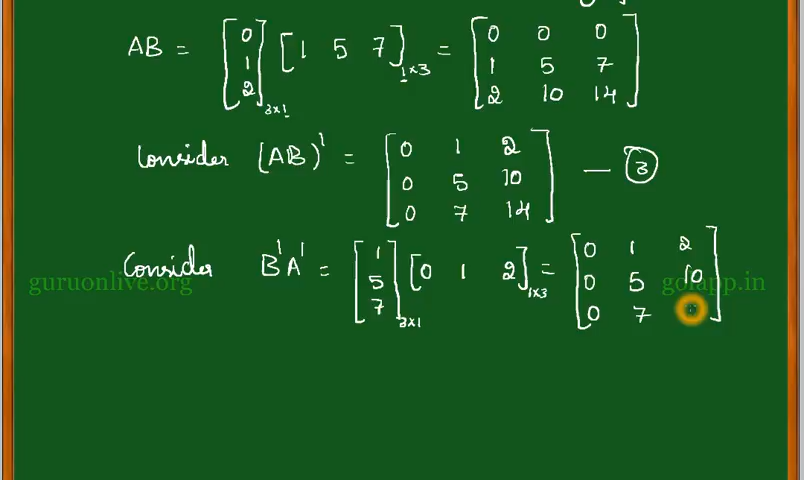 AB = [0 1 2]3×1 [1 5 7]1×3 = [0 0 0
1 5 7
2 10 14]
Consider (AB)' = [0 1 2
0 5 10
0 7 14] — ③
Consider B'A' = [1 5 7]3×1 [0 1 2]1×3 = [0 1 2
0 5 10
0 7
guruonlive.org